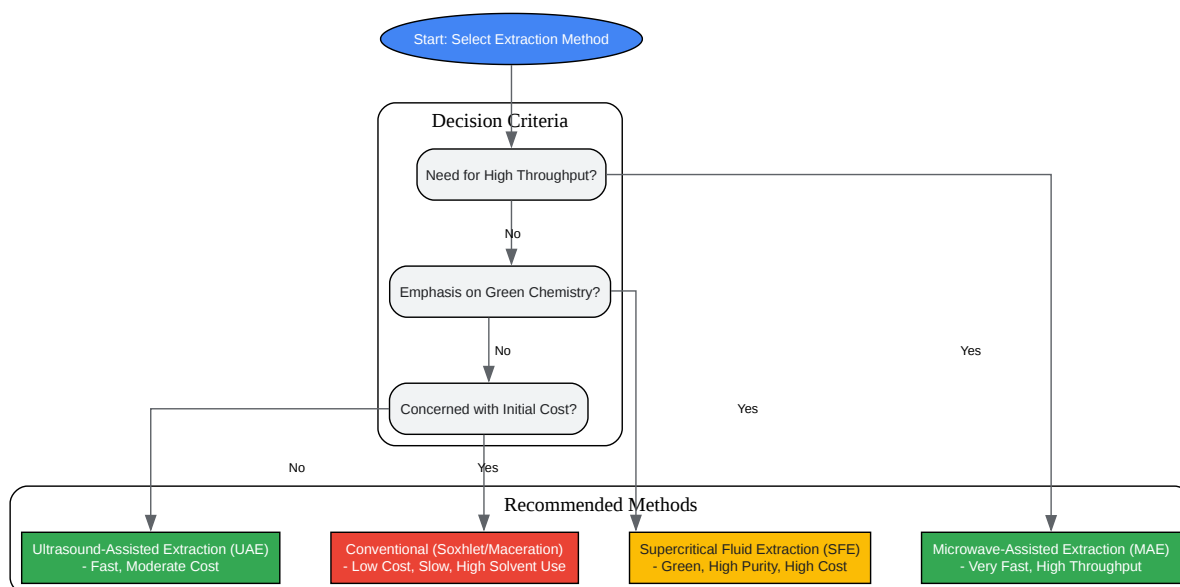 Start: Select Extraction Method
Decision Criteria
Need for High Throughput?
No
Emphasis on Green Chemistry?
No
Yes
Concerned with Initial Cost?
Yes
No
Yes
Recommended Methods
Ultrasound-Assisted Extraction (UAE)
- Fast, Moderate Cost
Conventional (Soxhlet/Maceration)
- Low Cost, Slow, High Solvent Use
Supercritical Fluid Extraction (SFE)
- Green, High Purity, High Cost
Microwave-Assisted Extraction (MAE)
- Very Fast, High Throughput